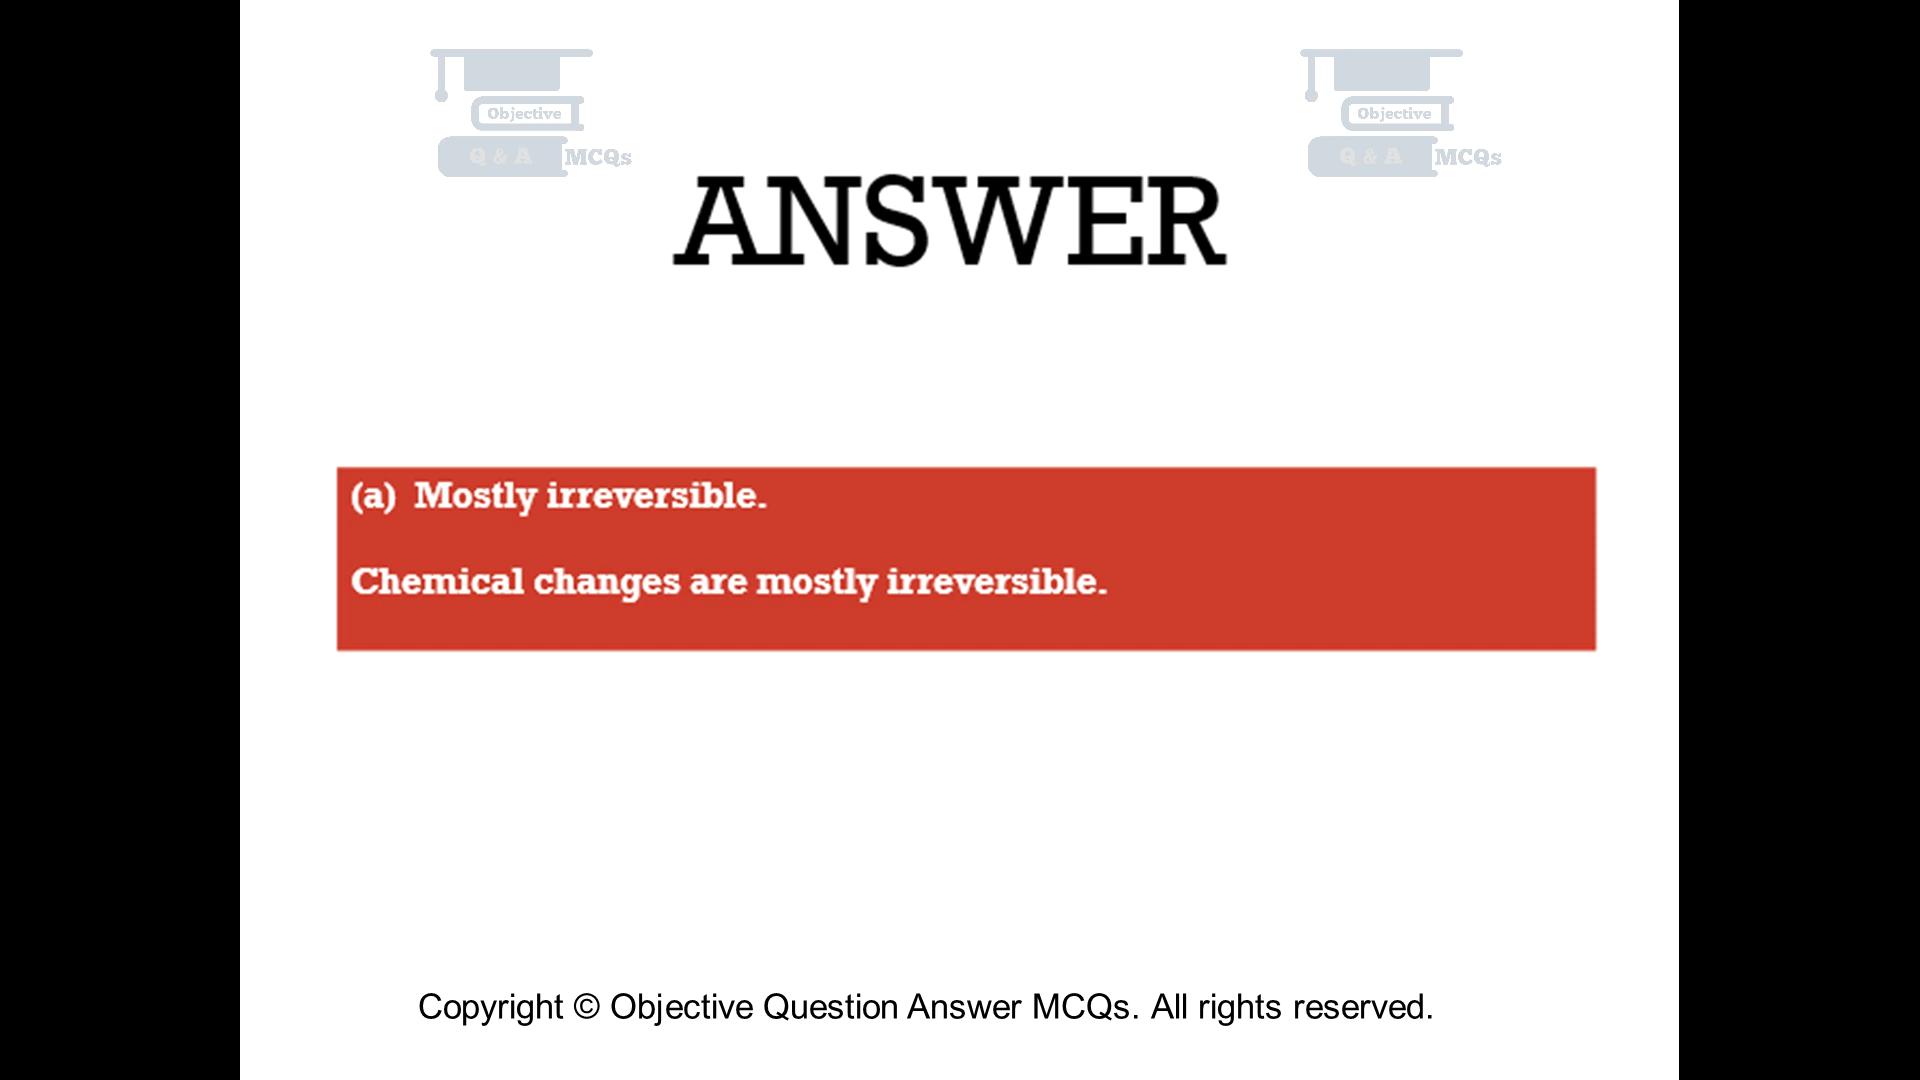 Objective
Q & A MCQs
Objective
Q & A MCQs
ANSWER
(a) Mostly irreversible.
Chemical changes are mostly irreversible.
Copyright © Objective Question Answer MCQs. All rights reserved.